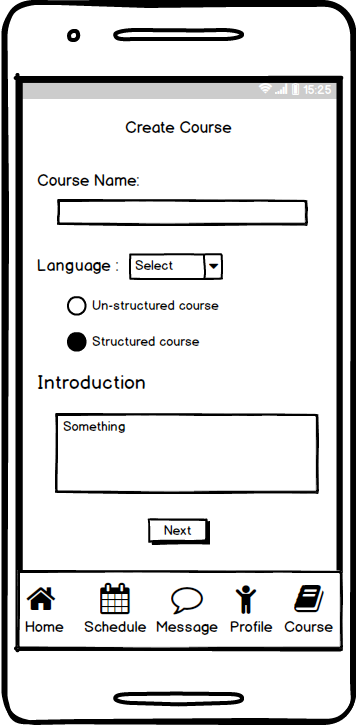 15:25
Create Course
Course Name:
Language : Select
Un-structured course
Structured course
Introduction
Something
Next
Home Schedule Message Profile Course